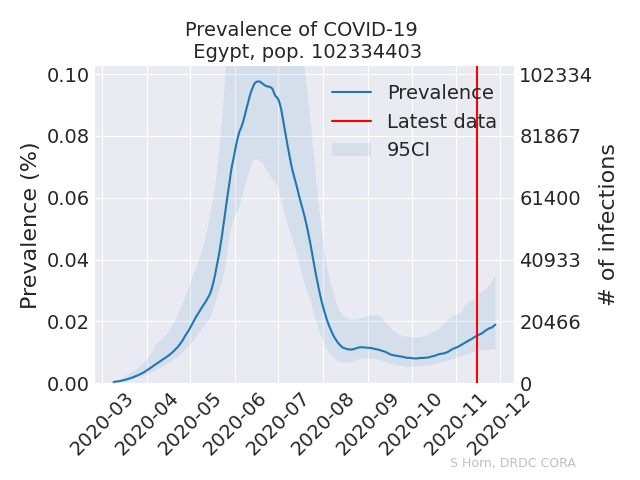 Prevalence of COVID-19
Egypt, pop. 102334403
Prevalence (%)
0.10
0.08
0.06
0.04
0.02
0.00
102334
81867
61400
40933
20466
0
# of infections
Prevalence
Latest data
95CI
2020-03
2020-04
2020-05
2020-06
2020-07
2020-08
2020-09
2020-10
2020-11
2020-12
S Horn, DRDC CORA